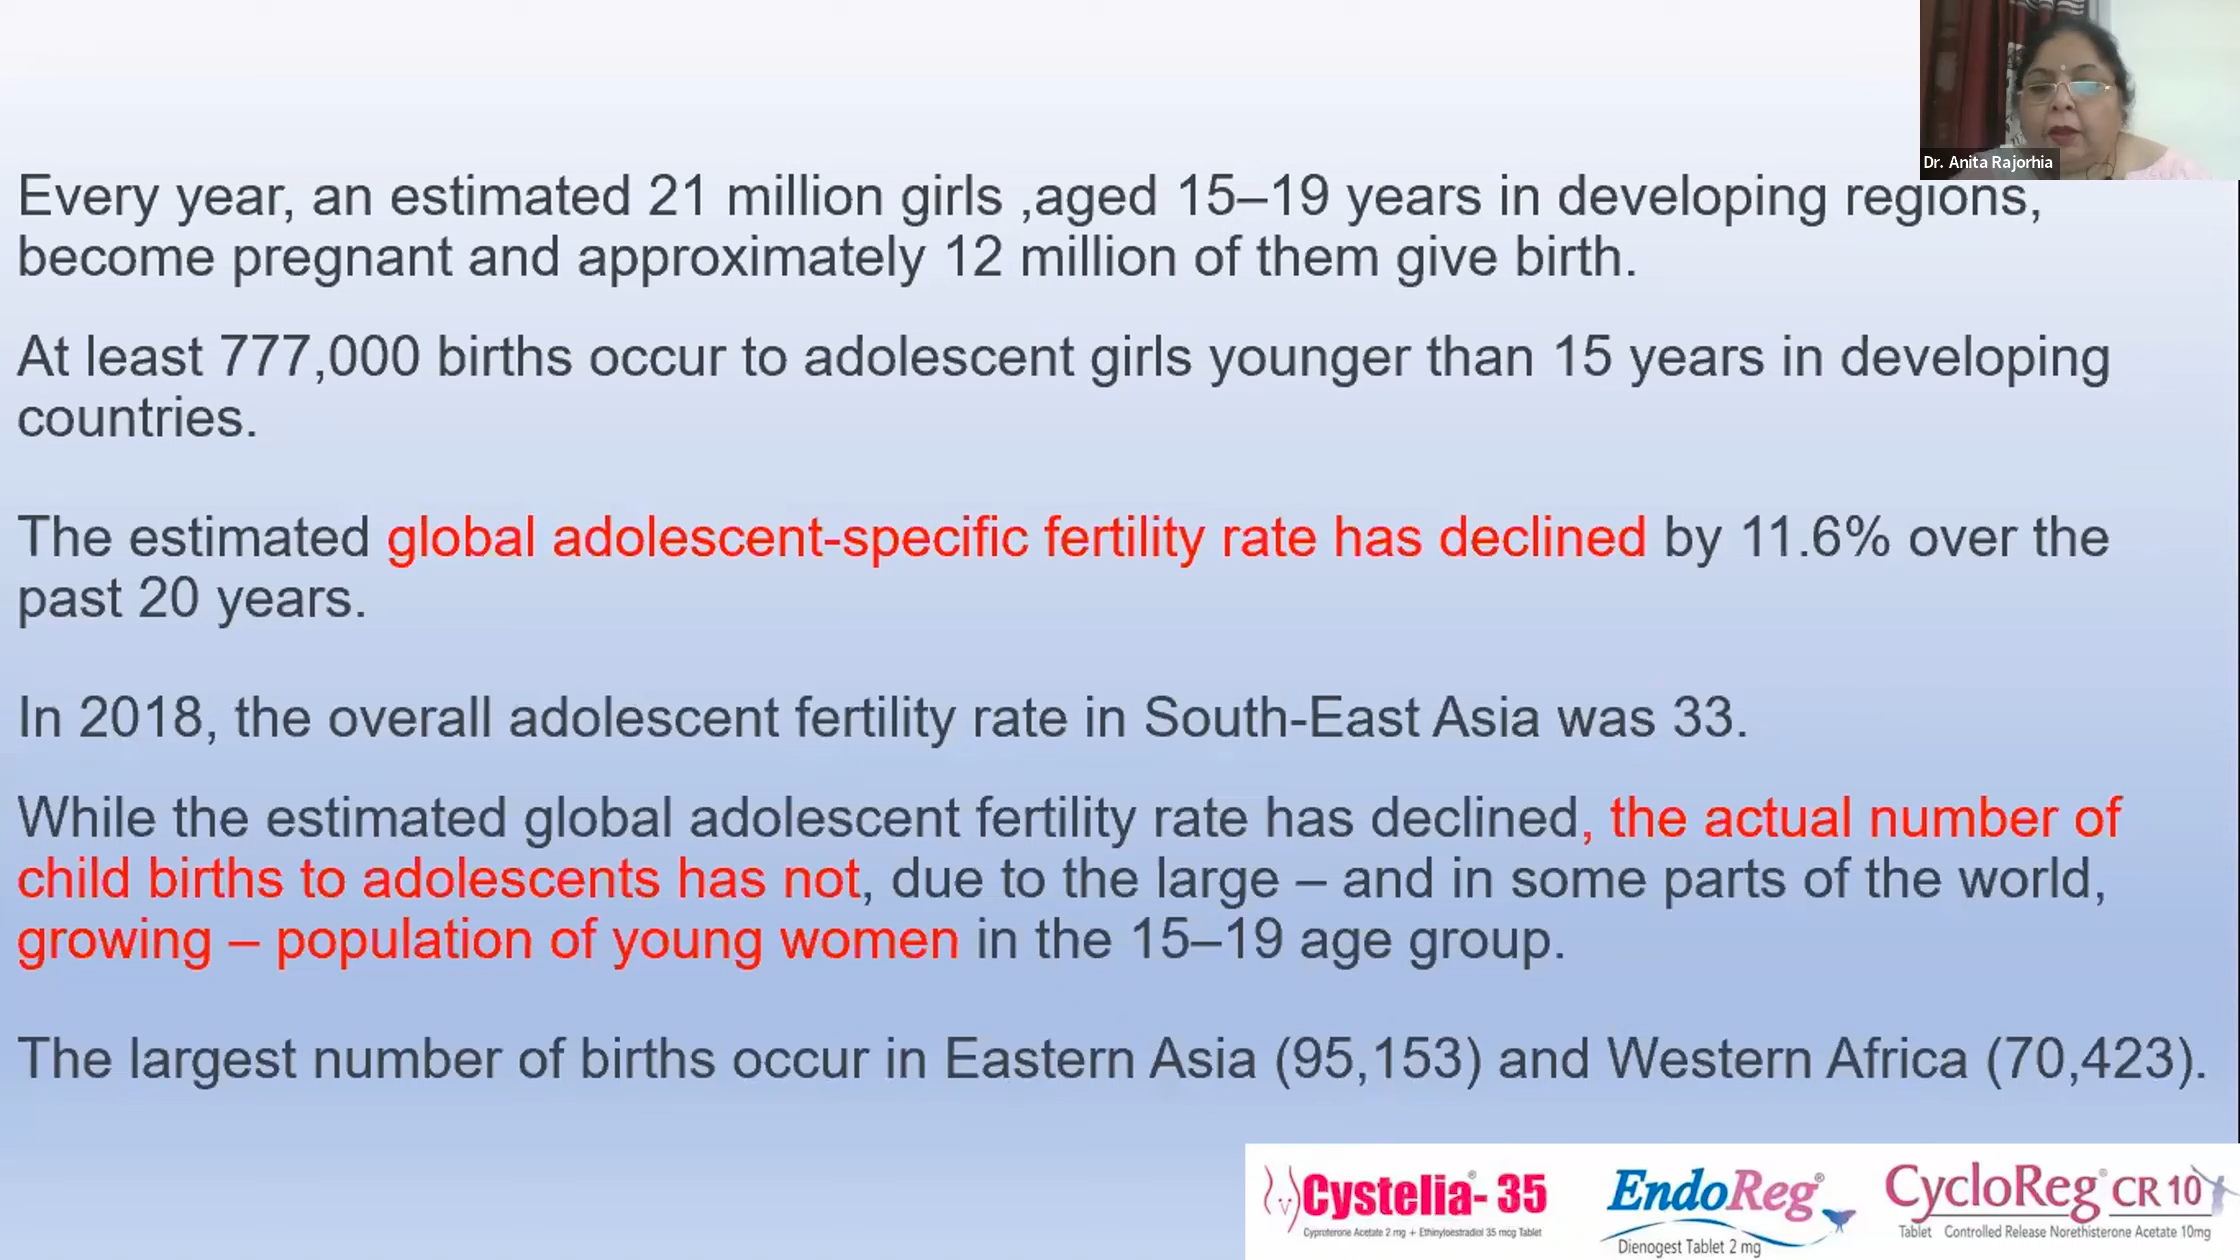 Dr. Anita Rajorhia
Every year, an estimated 21 million girls ,aged 15–19 years in developing regions,
become pregnant and approximately 12 million of them give birth.
At least 777,000 births occur to adolescent girls younger than 15 years in developing
countries.
The estimated global adolescent-specific fertility rate has declined by 11.6% over the
past 20 years.
In 2018, the overall adolescent fertility rate in South-East Asia was 33.
While the estimated global adolescent fertility rate has declined, the actual number of
child births to adolescents has not, due to the large – and in some parts of the world,
growing – population of young women in the 15–19 age group.
The largest number of births occur in Eastern Asia (95,153) and Western Africa (70,423).
Cystelia®- 35
Cyproterone Acetate 2 mg + Ethinyloestradiol 35 mcg Tablet
EndoReg®
Dienogest Tablet 2 mg
CycloReg® CR 10
Tablet Controlled Release Norethisterone Acetate 10mg